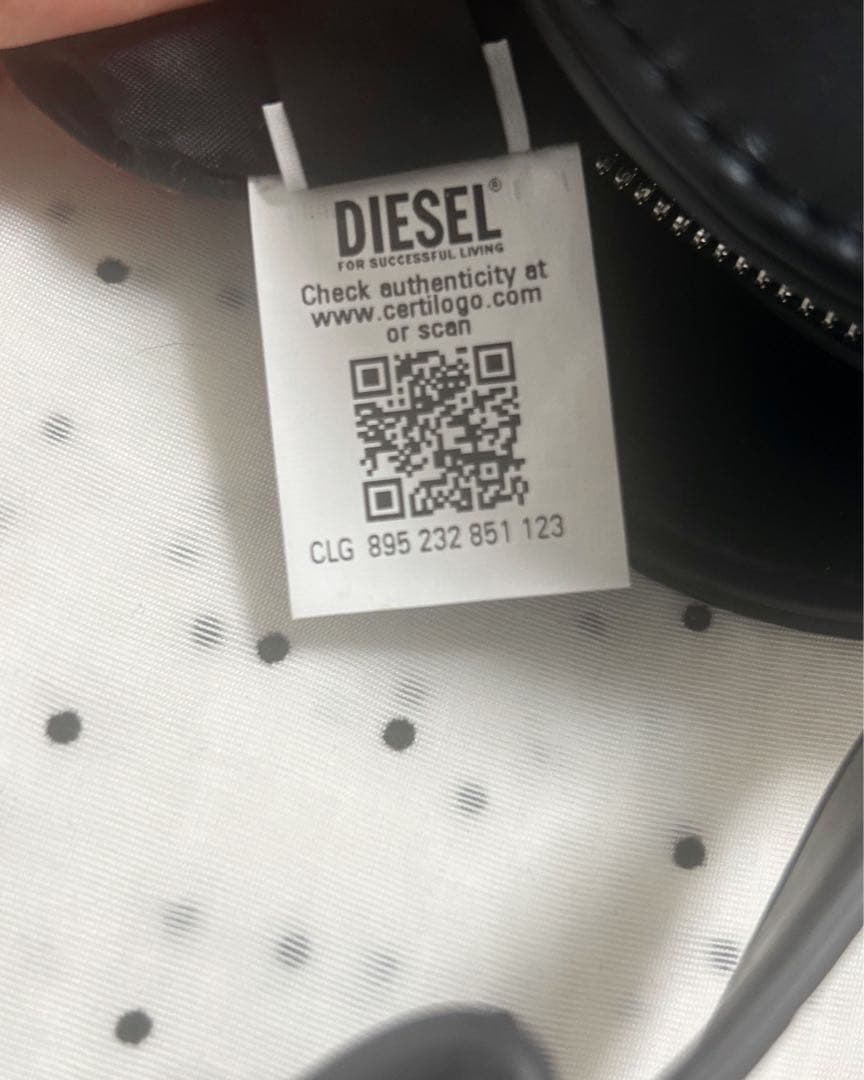 DIESEL®
FOR SUCCESSFUL LIVING
Check authenticity at
www.certilogo.com
or scan
CLG 895 232 851 123